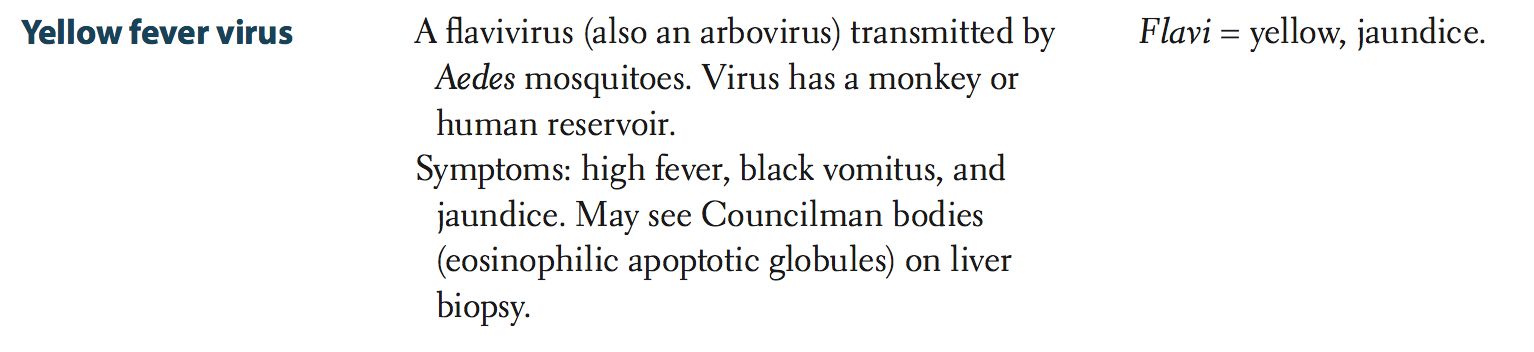 Yellow fever virus
A flavivirus (also an arbovirus) transmitted by
Aedes mosquitoes. Virus has a monkey or
human reservoir.
Symptoms: high fever, black vomitus, and
jaundice. May see Councilman bodies
(eosinophilic apoptotic globules) on liver
biopsy.
Flavi = yellow, jaundice.